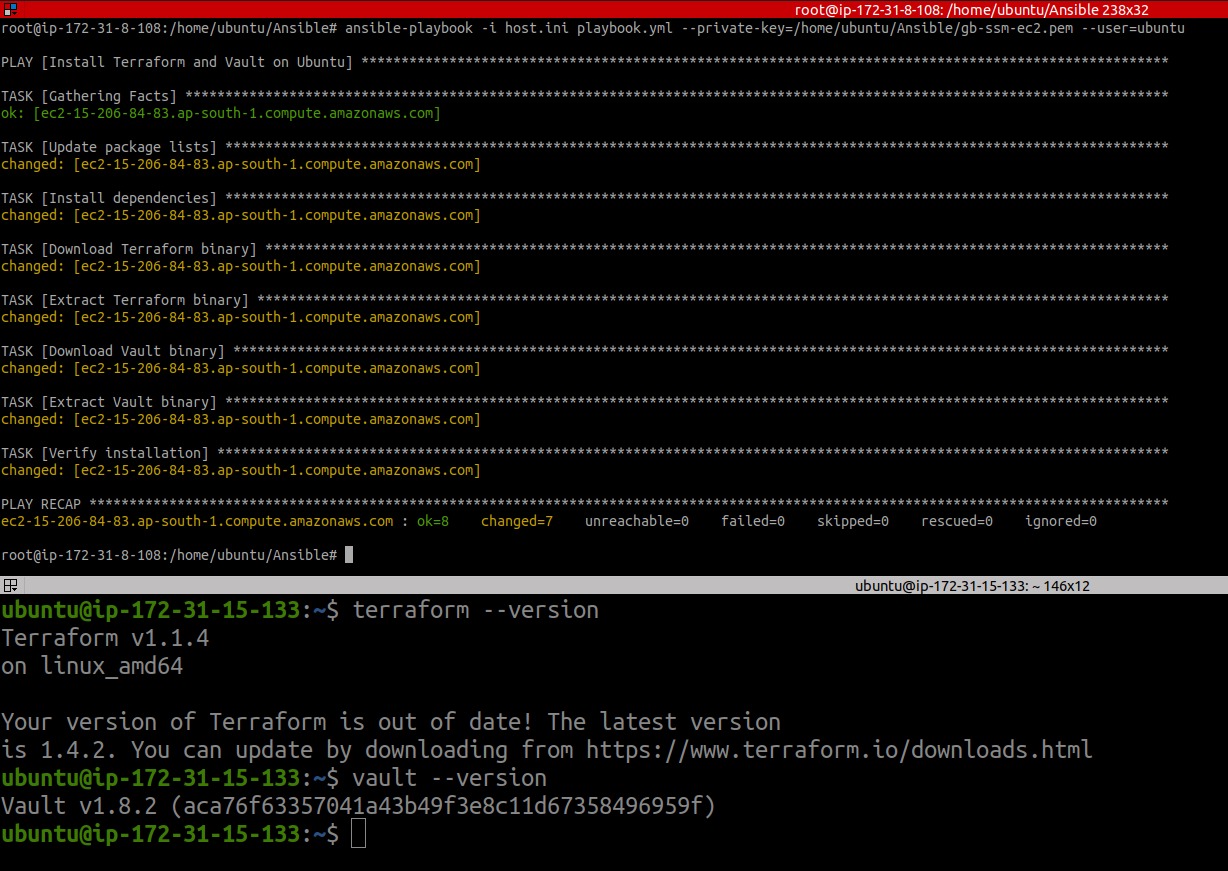 root@ip-172-31-8-108: /home/ubuntu/Ansible 238x32
root@ip-172-31-8-108:/home/ubuntu/Ansible# ansible-playbook -i host.ini playbook.yml --private-key=/home/ubuntu/Ansible/gb-ssm-ec2.pem --user=ubuntu
PLAY [Install Terraform and Vault on Ubuntu] *****************************************************************************************************
TASK [Gathering Facts] ***************************************************************************************************************************
ok: [ec2-15-206-84-83.ap-south-1.compute.amazonaws.com]
TASK [Update package lists] **********************************************************************************************************************
changed: [ec2-15-206-84-83.ap-south-1.compute.amazonaws.com]
TASK [Install dependencies] **********************************************************************************************************************
changed: [ec2-15-206-84-83.ap-south-1.compute.amazonaws.com]
TASK [Download Terraform binary] *****************************************************************************************************************
changed: [ec2-15-206-84-83.ap-south-1.compute.amazonaws.com]
TASK [Extract Terraform binary] ******************************************************************************************************************
changed: [ec2-15-206-84-83.ap-south-1.compute.amazonaws.com]
TASK [Download Vault binary] *********************************************************************************************************************
changed: [ec2-15-206-84-83.ap-south-1.compute.amazonaws.com]
TASK [Extract Vault binary] **********************************************************************************************************************
changed: [ec2-15-206-84-83.ap-south-1.compute.amazonaws.com]
TASK [Verify installation] ***********************************************************************************************************************
changed: [ec2-15-206-84-83.ap-south-1.compute.amazonaws.com]
PLAY RECAP ***************************************************************************************************************************************
ec2-15-206-84-83.ap-south-1.compute.amazonaws.com : ok=8    changed=7    unreachable=0    failed=0    skipped=0    rescued=0    ignored=0
root@ip-172-31-8-108:/home/ubuntu/Ansible#
ubuntu@ip-172-31-15-133: ~ 146x12
ubuntu@ip-172-31-15-133:~$ terraform --version
Terraform v1.1.4
on linux_amd64
Your version of Terraform is out of date! The latest version
is 1.4.2. You can update by downloading from https://www.terraform.io/downloads.html
ubuntu@ip-172-31-15-133:~$ vault --version
Vault v1.8.2 (aca76f63357041a43b49f3e8c11d67358496959f)
ubuntu@ip-172-31-15-133:~$